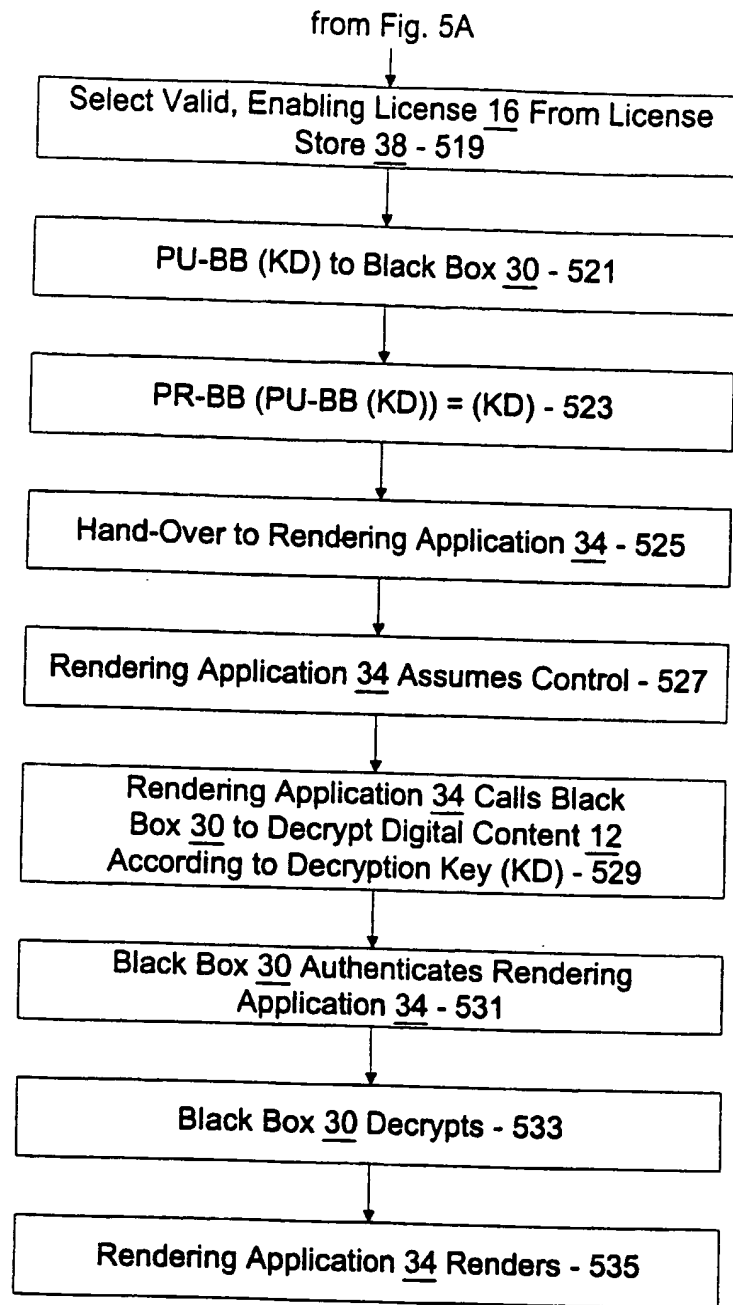 from Fig. 5A
Select Valid, Enabling License 16 From License
Store 38 - 519
PU-BB (KD) to Black Box 30 - 521
PR-BB (PU-BB (KD)) = (KD) - 523
Hand-Over to Rendering Application 34 - 525
Rendering Application 34 Assumes Control - 527
Rendering Application 34 Calls Black
Box 30 to Decrypt Digital Content 12
According to Decryption Key (KD) - 529
Black Box 30 Authenticates Rendering
Application 34 - 531
Black Box 30 Decrypts - 533
Rendering Application 34 Renders - 535